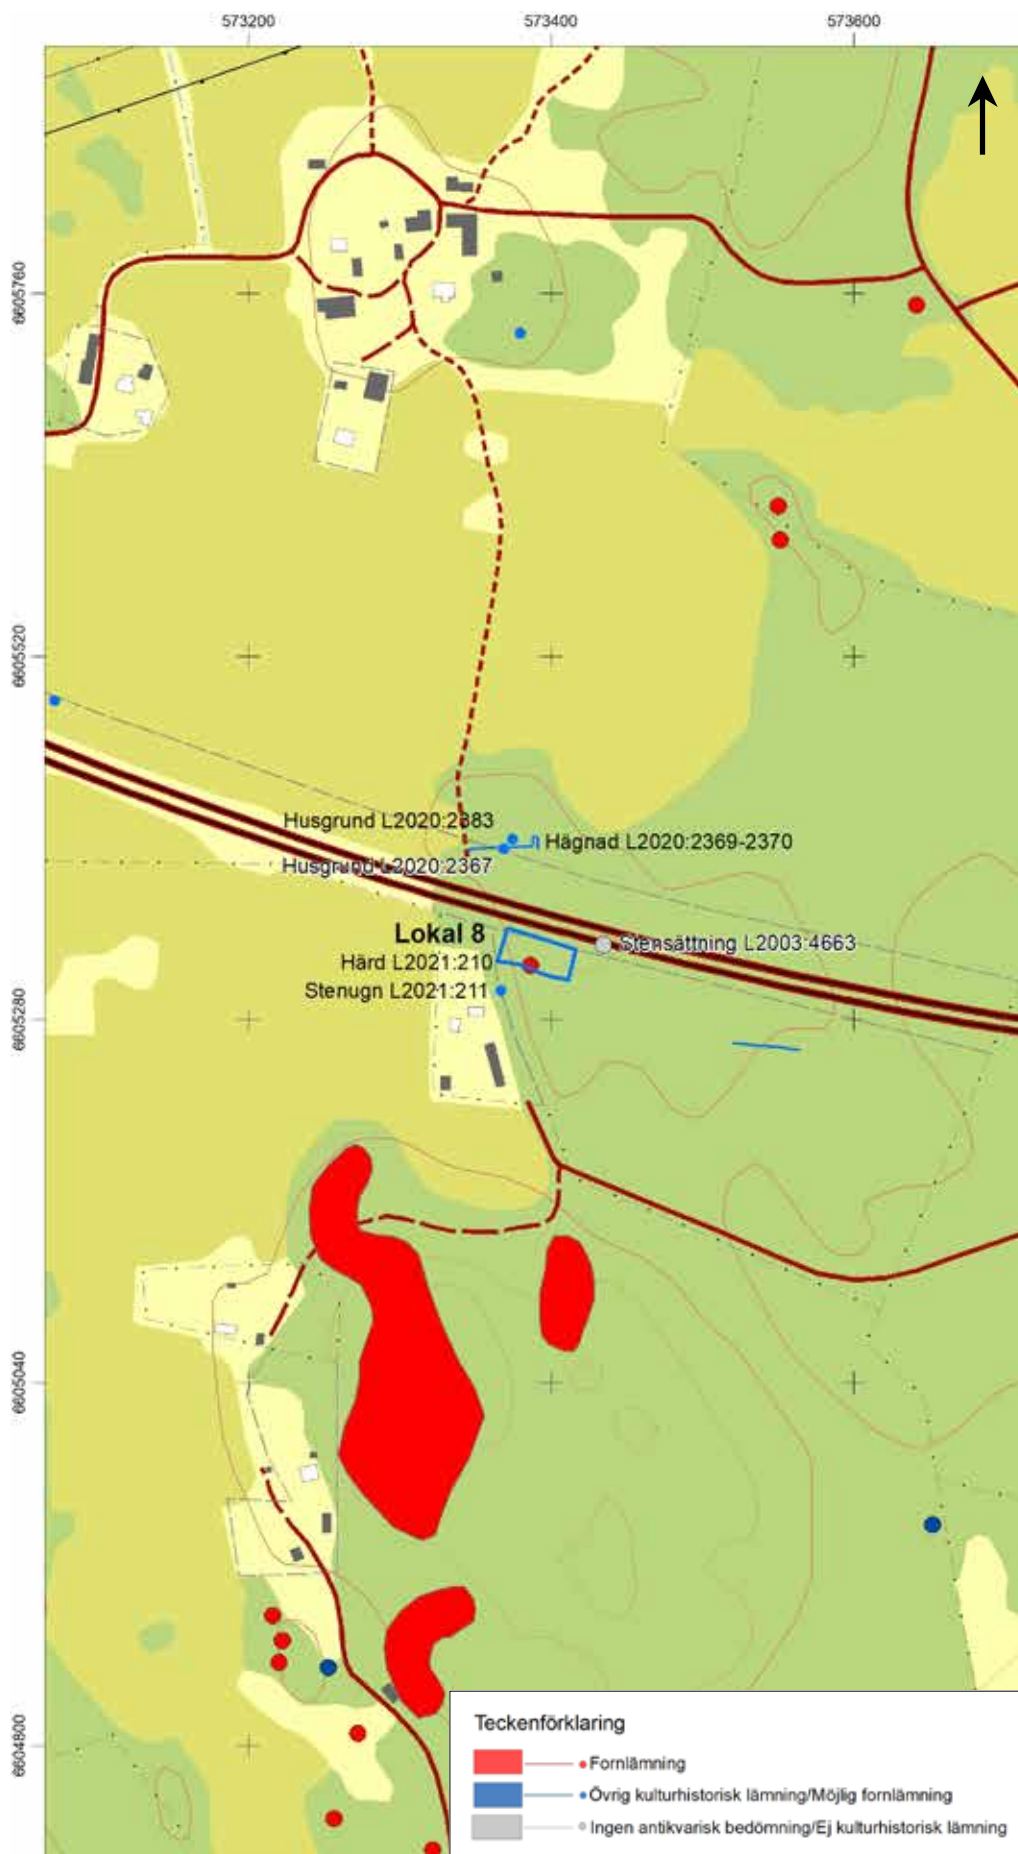 573200
573400
573600
6605760
6605520
Husgrund L2020:2383
Hägnad L2020:2369-2370
Husgrund L2020:2367
Lokal 8
Stensättning L2003:4663
Härd L2021:210
Stenugn L2021:211
6605280
6605040
6604800
Teckenförklaring
Fornlämning
Övrig kulturhistorisk lämning/Möjlig fornlämning
Ingen antikvarisk bedömning/Ej kulturhistorisk lämning